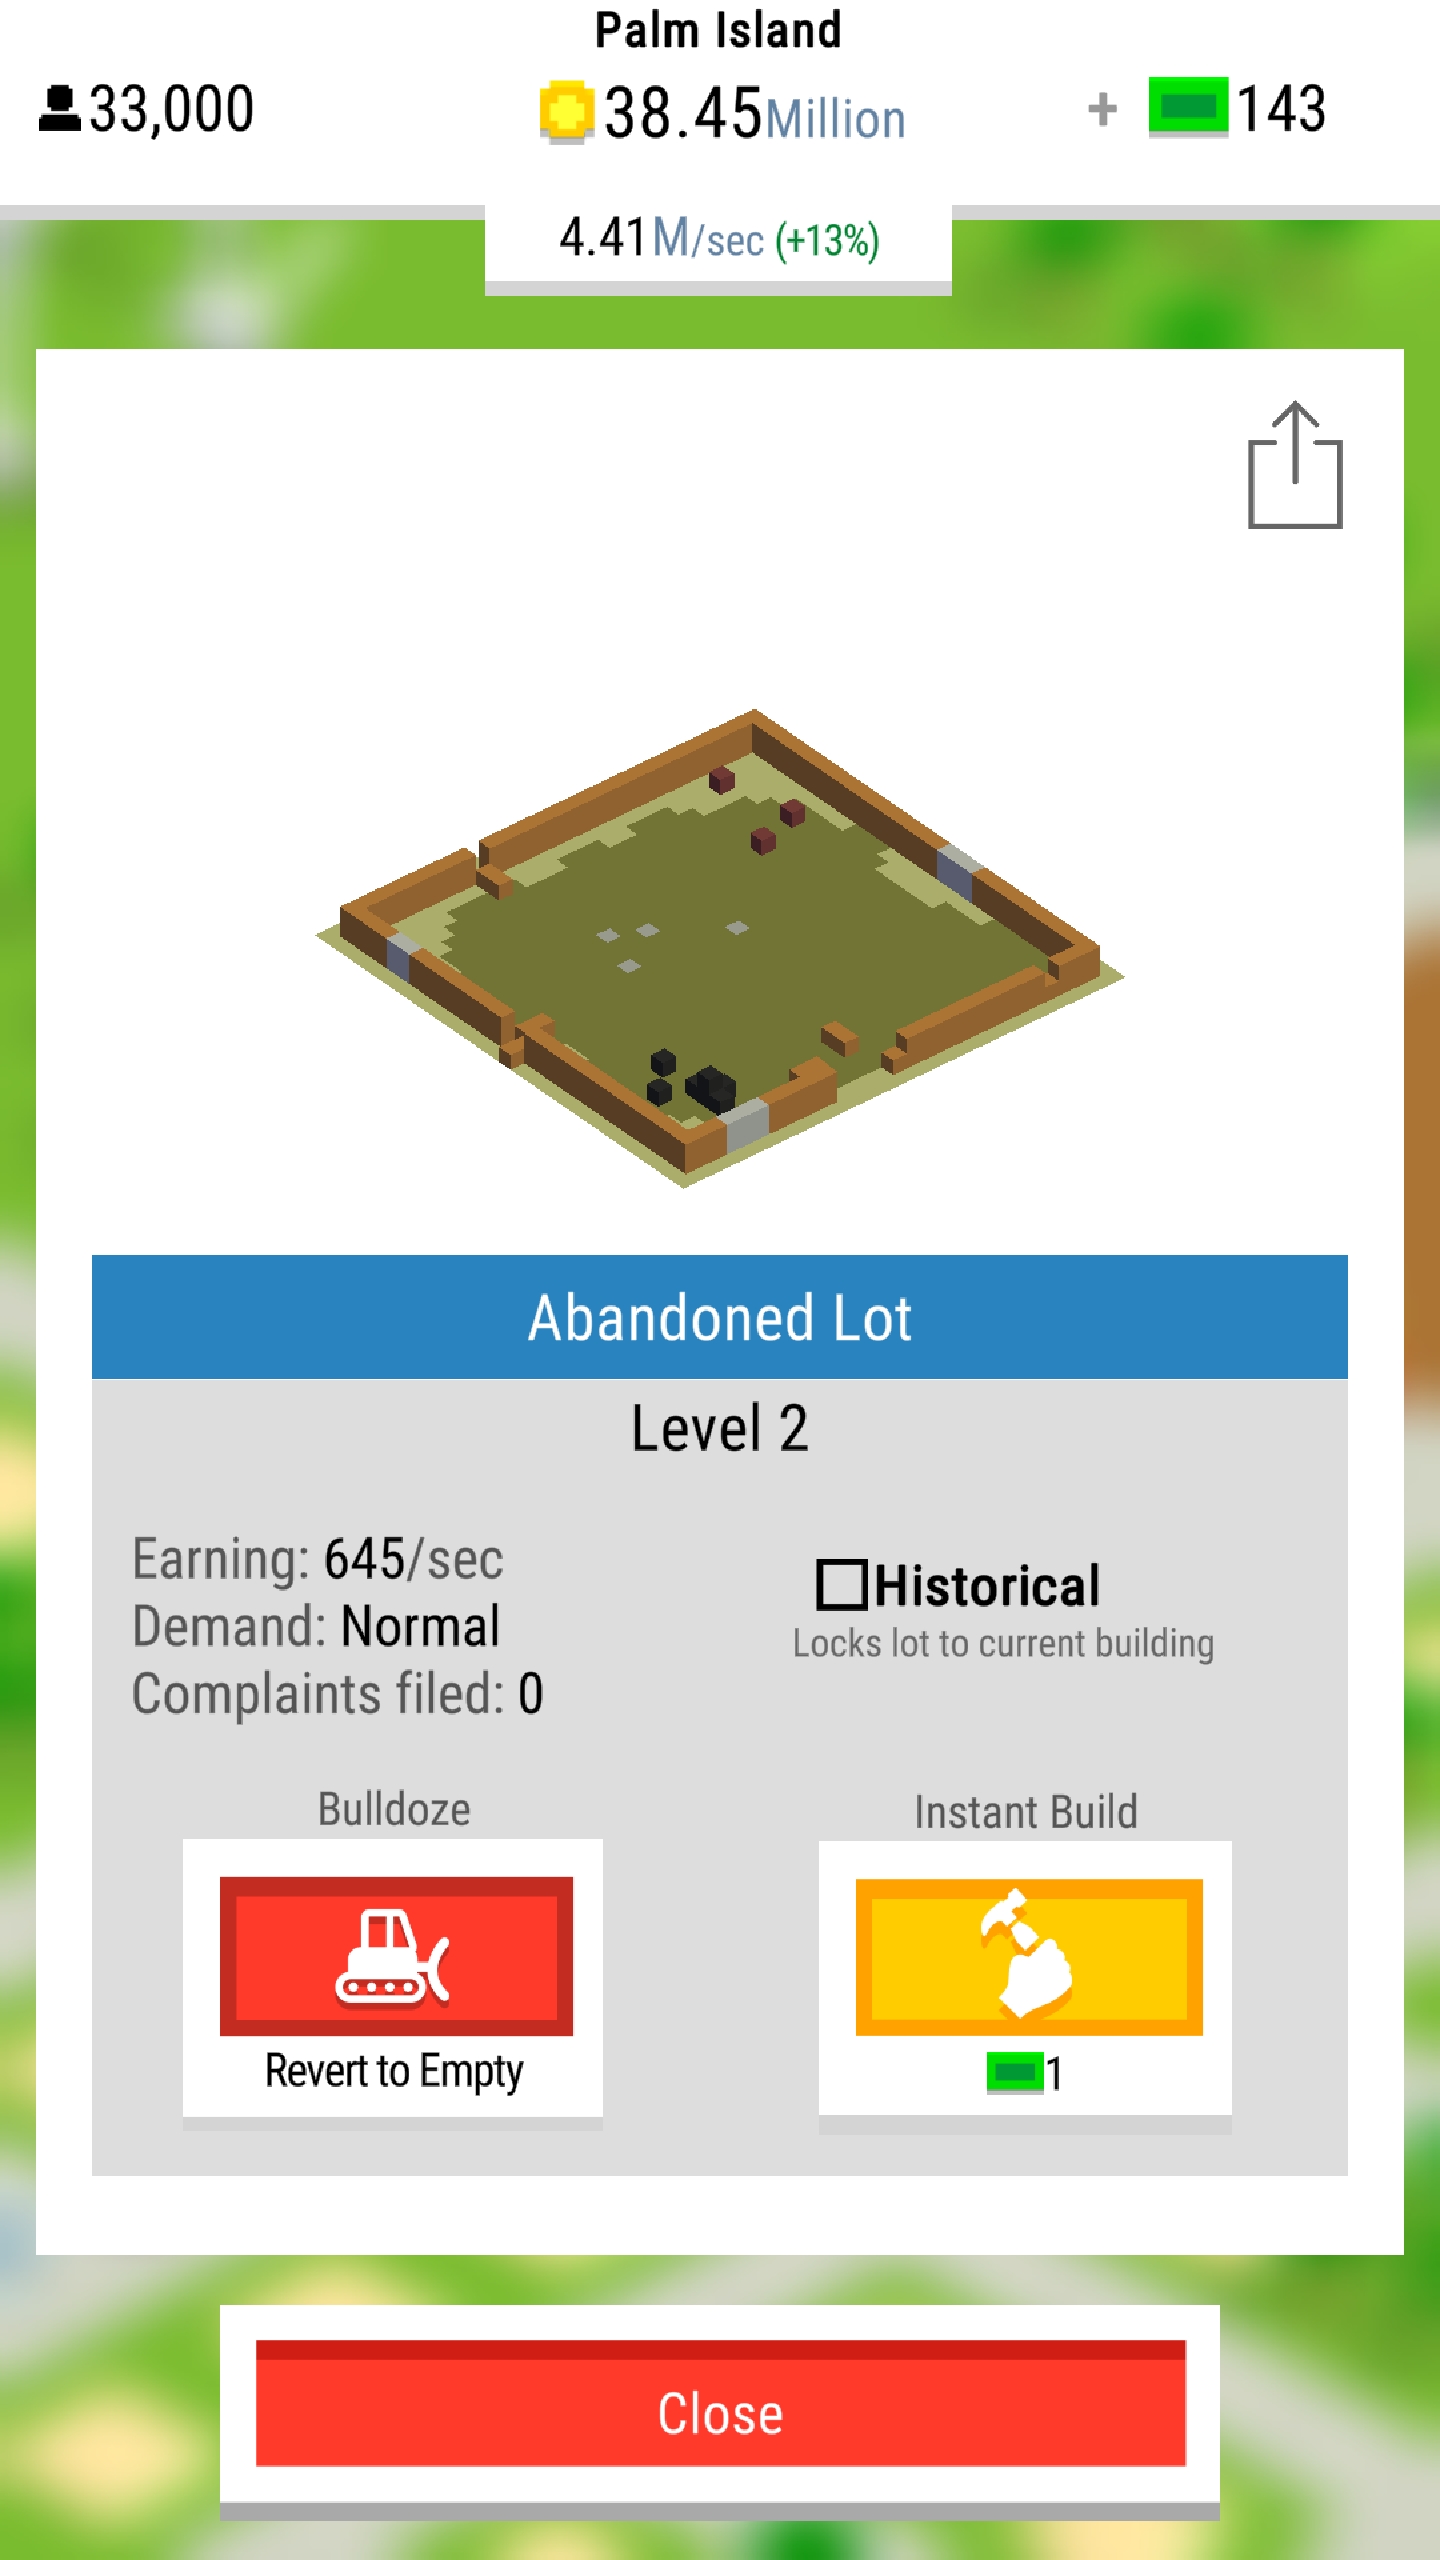 Palm Island
33,000
38.45Million
+ 143
4.41M/sec (+13%)
Abandoned Lot
Level 2
Earning: 645/sec
Demand: Normal
Complaints filed: 0
Historical
Locks lot to current building
Bulldoze
Revert to Empty
Instant Build
1
Close